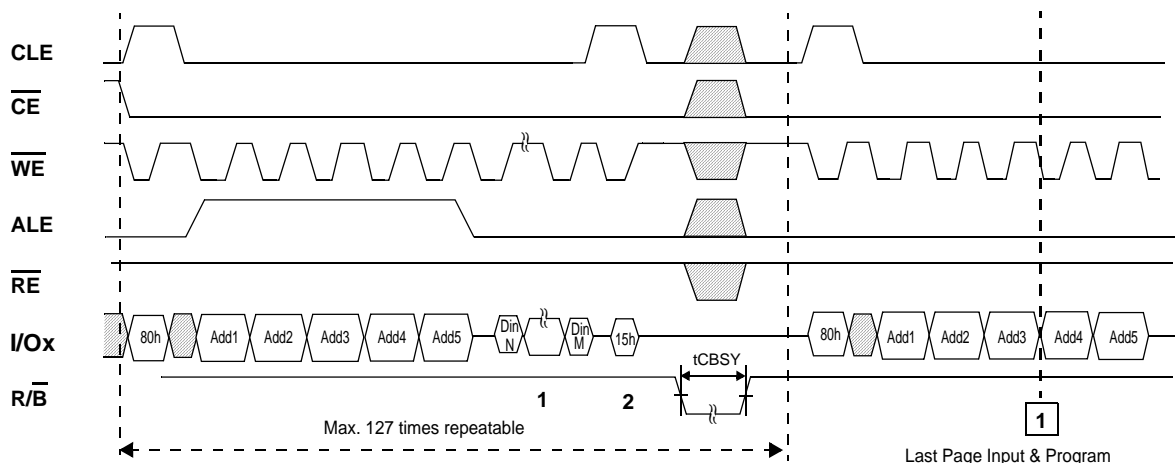 CLE
CE
WE
ALE
RE
I/Ox 80h Add1 Add2 Add3 Add4 Add5 Din N Din M 15h 80h Add1 Add2 Add3 Add4 Add5
tCBSY
R/B 1 2
Max. 127 times repeatable
1
Last Page Input & Program